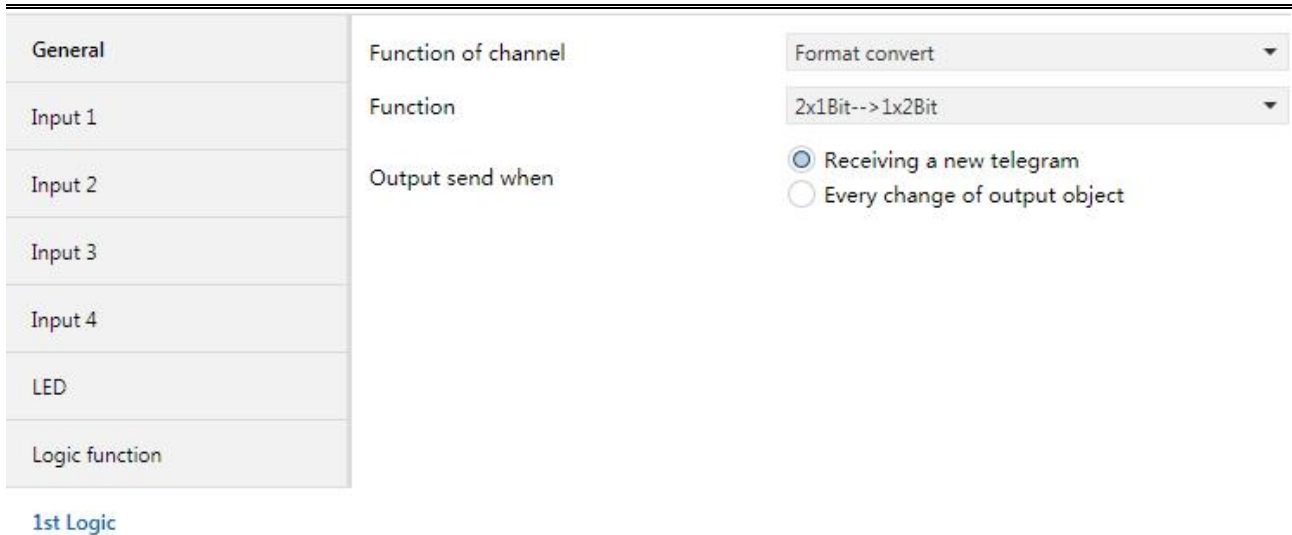 General
Input 1
Input 2
Input 3
Input 4
LED
Logic function
1st Logic
Function of channel
Format convert
Function
2x1Bit-->1x2Bit
Output send when
Receiving a new telegram
Every change of output object